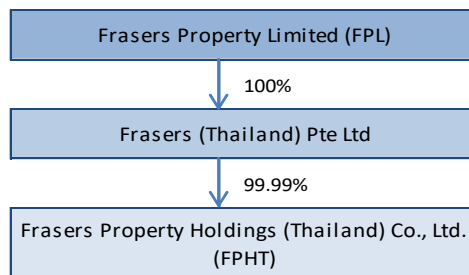 Frasers Property Limited (FPL)
100%
Frasers (Thailand) Pte Ltd
99.99%
Frasers Property Holdings (Thailand) Co., Ltd.
(FPHT)